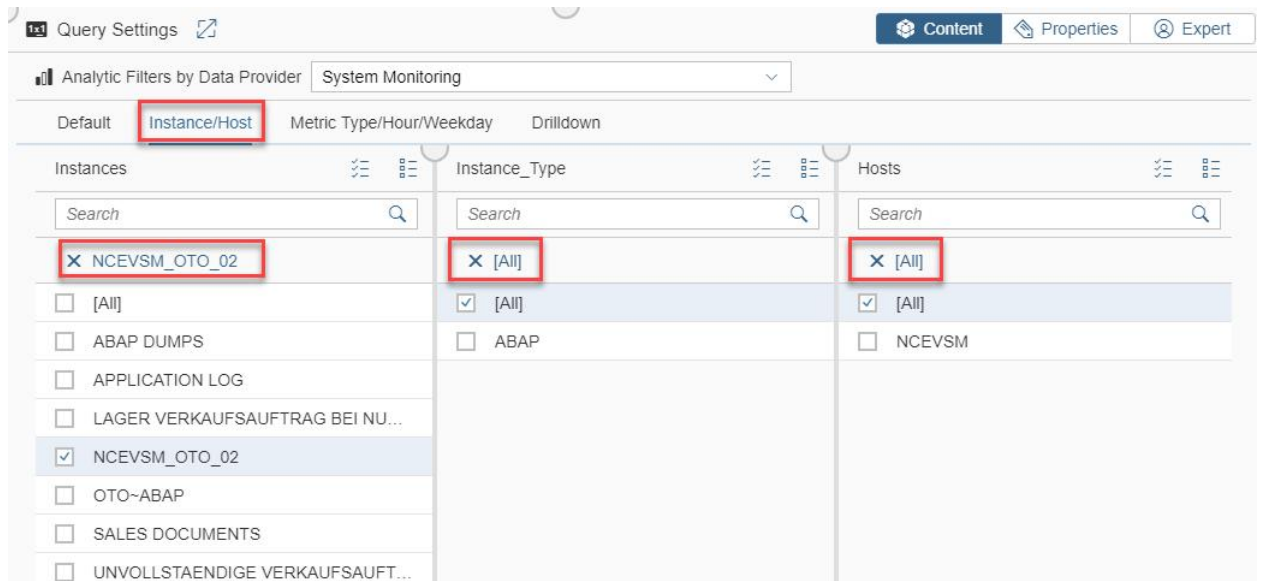 1x1 Query Settings Content Properties Expert
Analytic Filters by Data Provider System Monitoring
Default Instance/Host Metric Type/Hour/Weekday Drilldown
Instances Instance_Type Hosts
Search Search Search
NCEVSM_OTO_02 [All] [All]
[All] [All] [All]
ABAP DUMPS ABAP NCEVSM
APPLICATION LOG
LAGER VERKAUFSAUFTRAG BEI NU...
NCEVSM_OTO_02
OTO~ABAP
SALES DOCUMENTS
UNVOLLSTAENDIGE VERKAUFSAUFT...